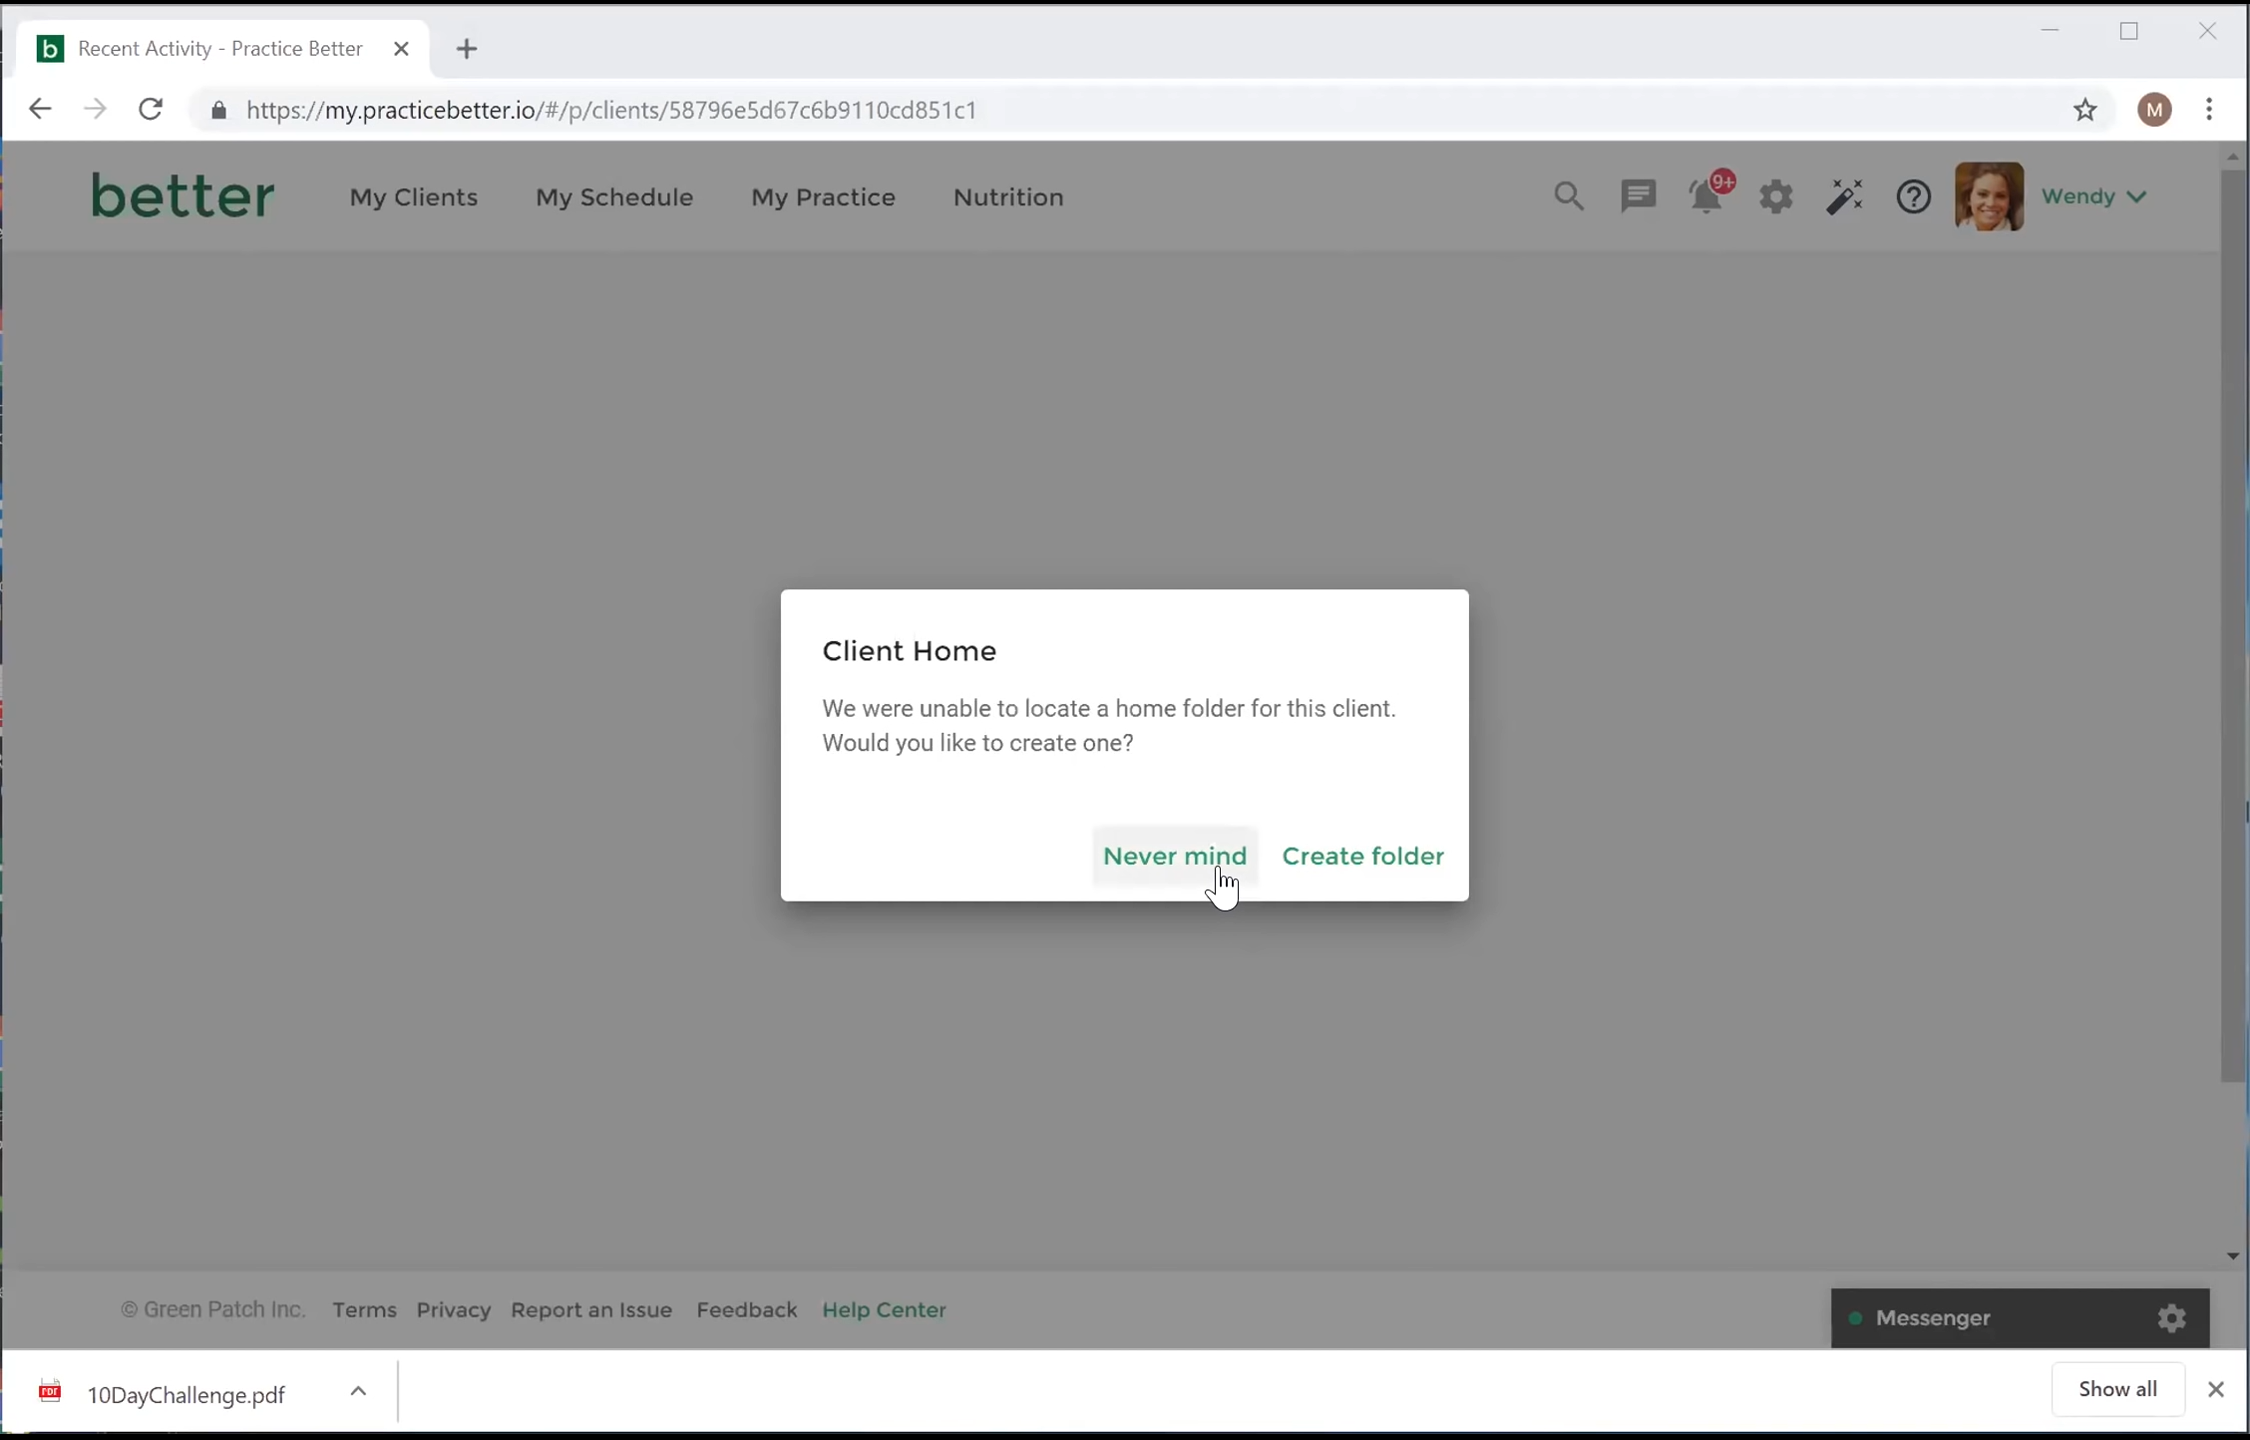 Recent Activity - Practice Better
https://my.practicebetter.io/#/p/clients/58796e5d67c6b9110cd851c1
M
better
My Clients
My Schedule
My Practice
Nutrition
9+
Wendy
Client Home
We were unable to locate a home folder for this client.
Would you like to create one?
Never mind
Create folder
© Green Patch Inc.
Terms
Privacy
Report an Issue
Feedback
Help Center
Messenger
PDF
10DayChallenge.pdf
Show all